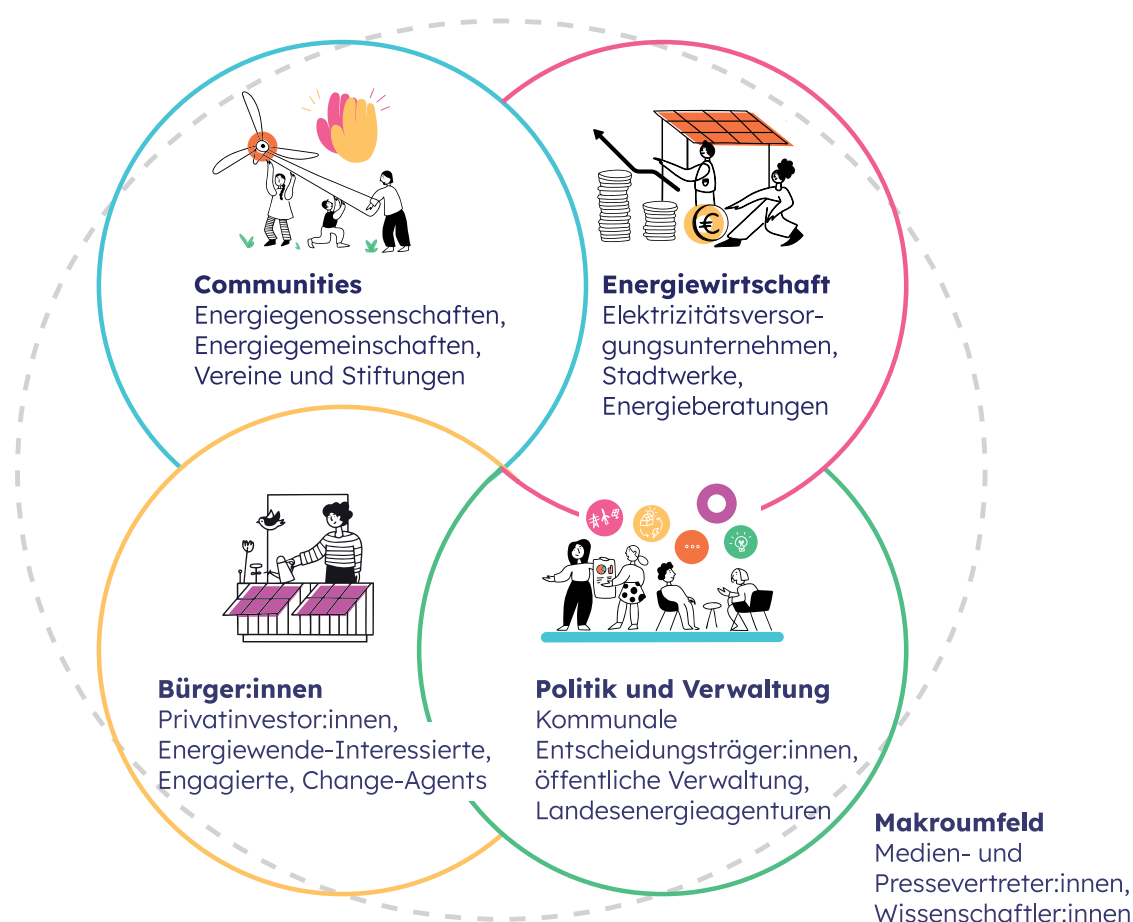 Communities
Energiegenossenschaften,
Energiegemeinschaften,
Vereine und Stiftungen
Energiewirtschaft
Elektrizitätsversor-
gungsunternehmen,
Stadtwerke,
Energieberatungen
€
Bürger:innen
Privatinvestor:innen,
Energiewende-Interessierte,
Engagierte, Change-Agents
Politik und Verwaltung
Kommunale
Entscheidungsträger:innen,
öffentliche Verwaltung,
Landesenergieagenturen
Makroumfeld
Medien- und
Pressevertreter:innen,
Wissenschaftler:innen